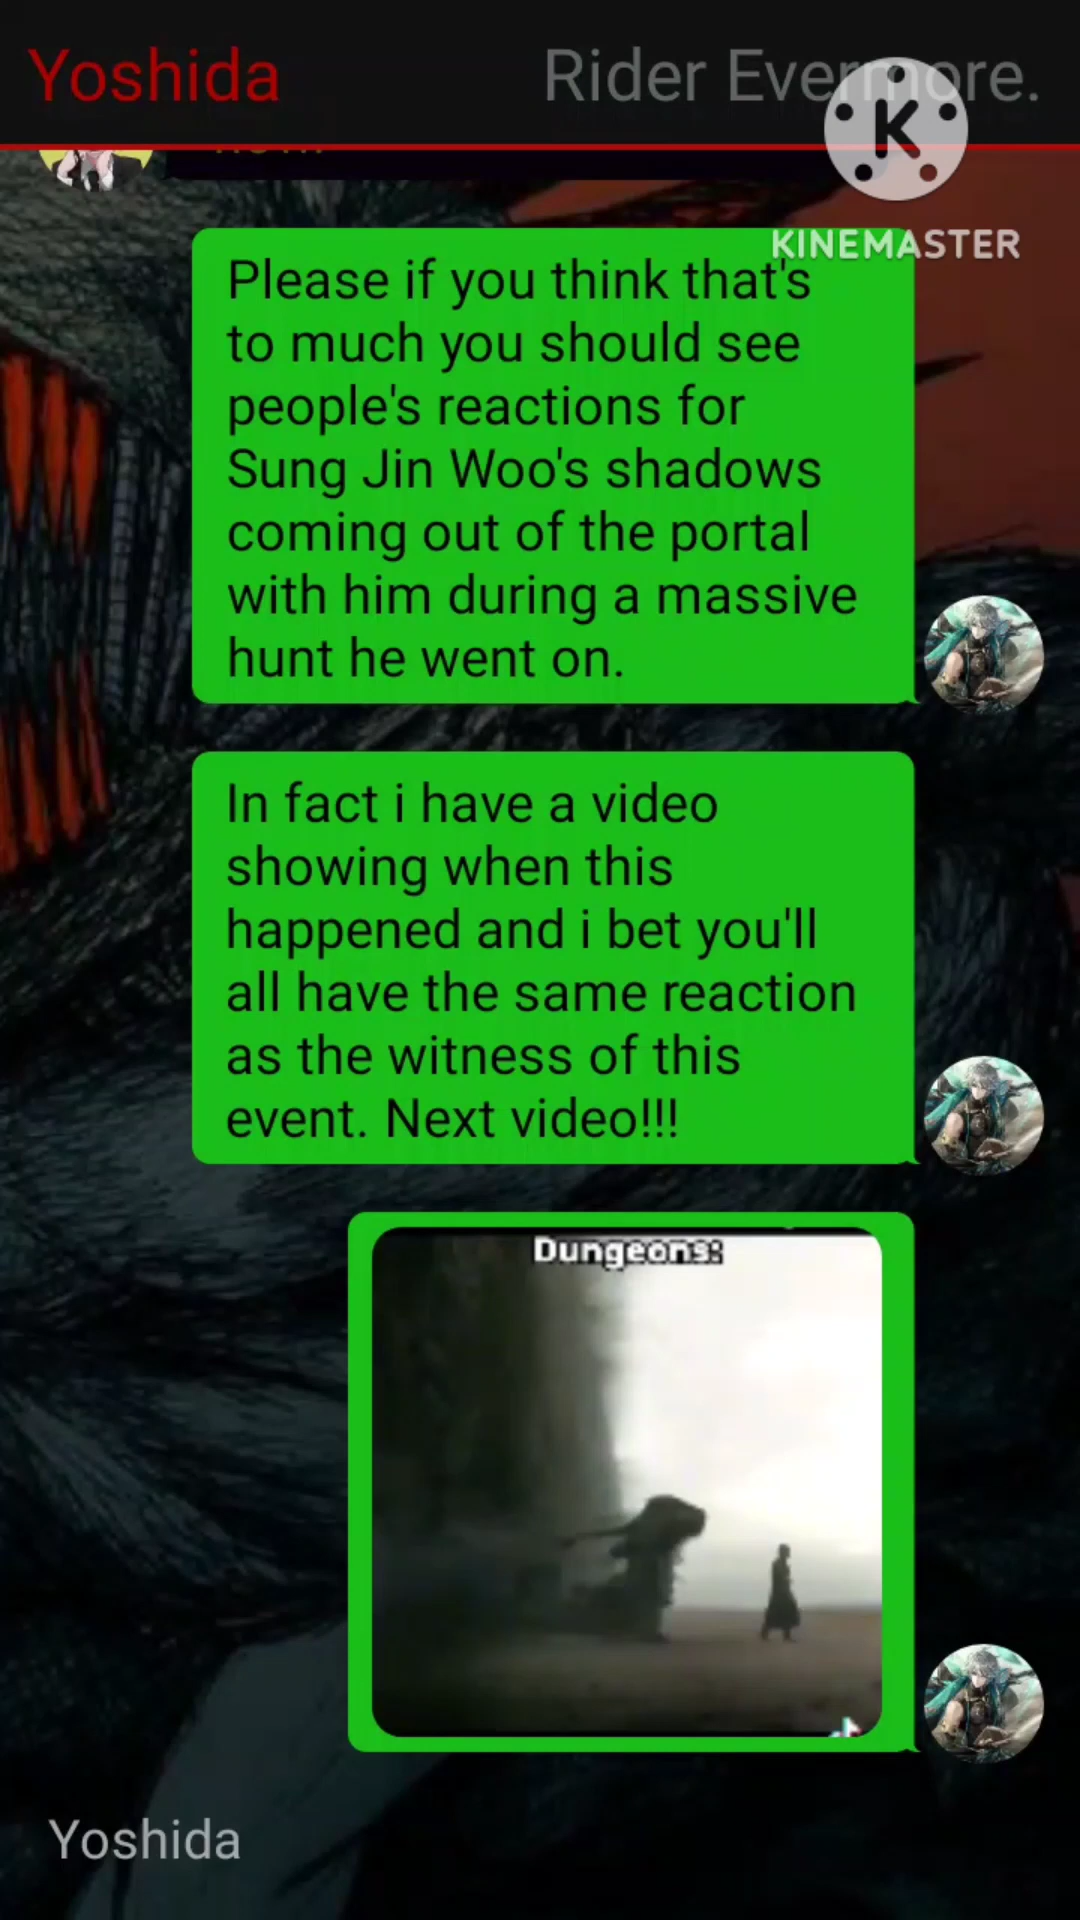 Yoshida
Rider Evermore.
K
KINEMASTER
Please if you think that's
to much you should see
people's reactions for
Sung Jin Woo's shadows
coming out of the portal
with him during a massive
hunt he went on.
In fact i have a video
showing when this
happened and i bet you'll
all have the same reaction
as the witness of this
event. Next video!!!
Dungeons:
Yoshida